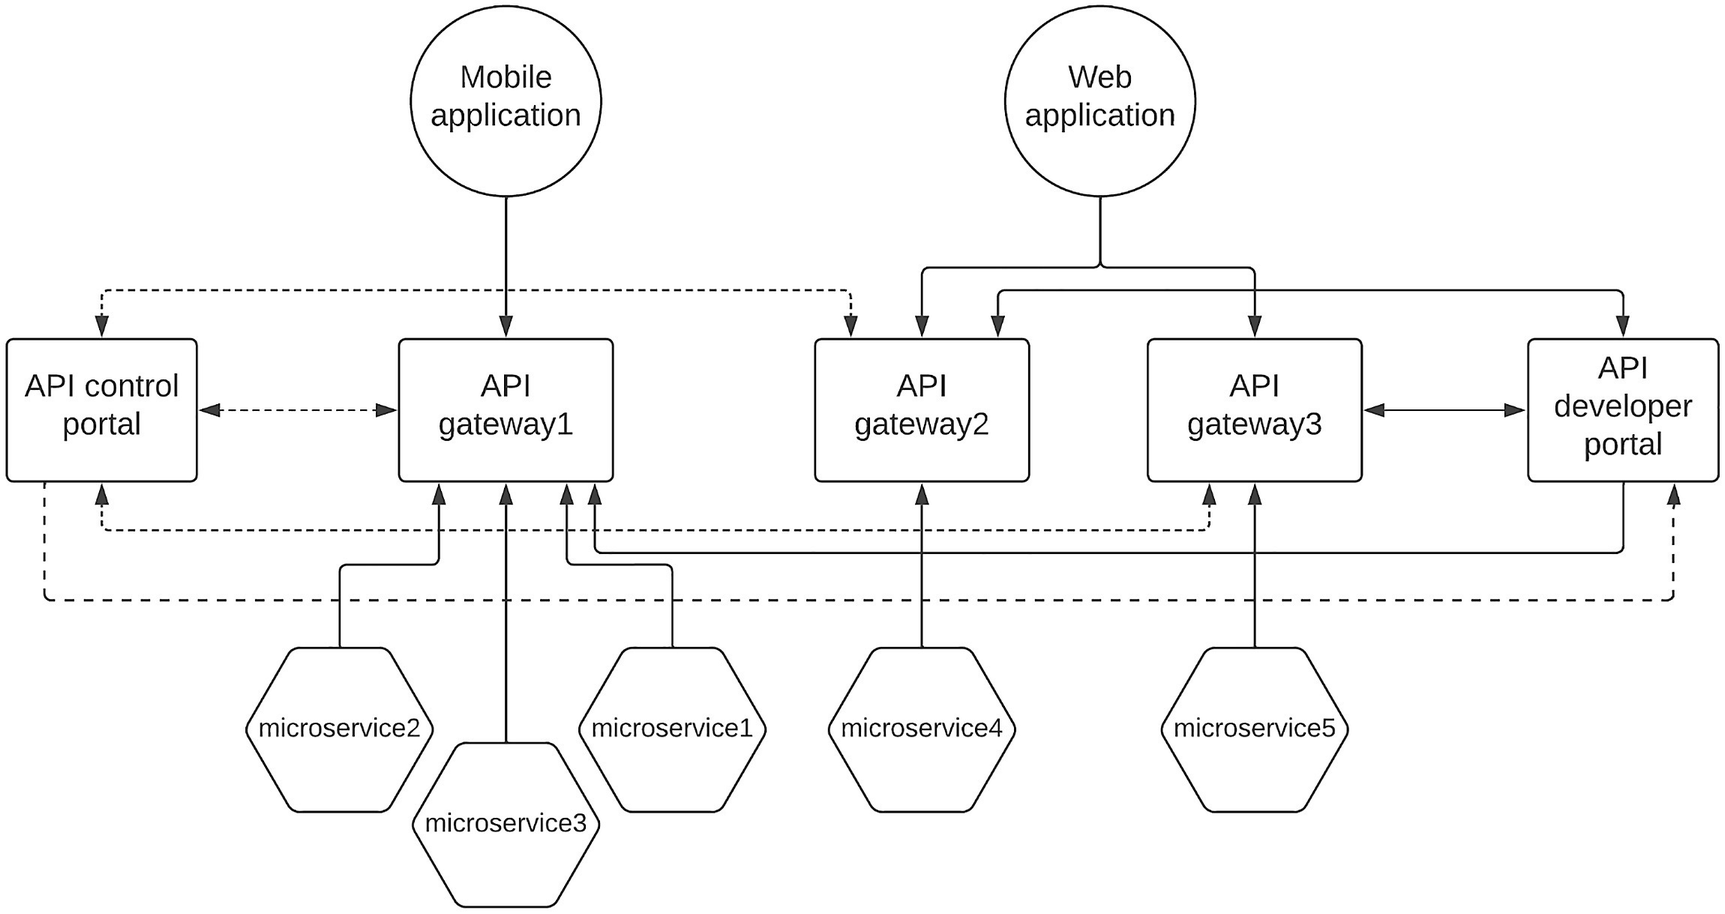 Mobile
application
Web
application
API control
portal
API
gateway1
API
gateway2
API
gateway3
API
developer
portal
microservice2
microservice3
microservice1
microservice4
microservice5